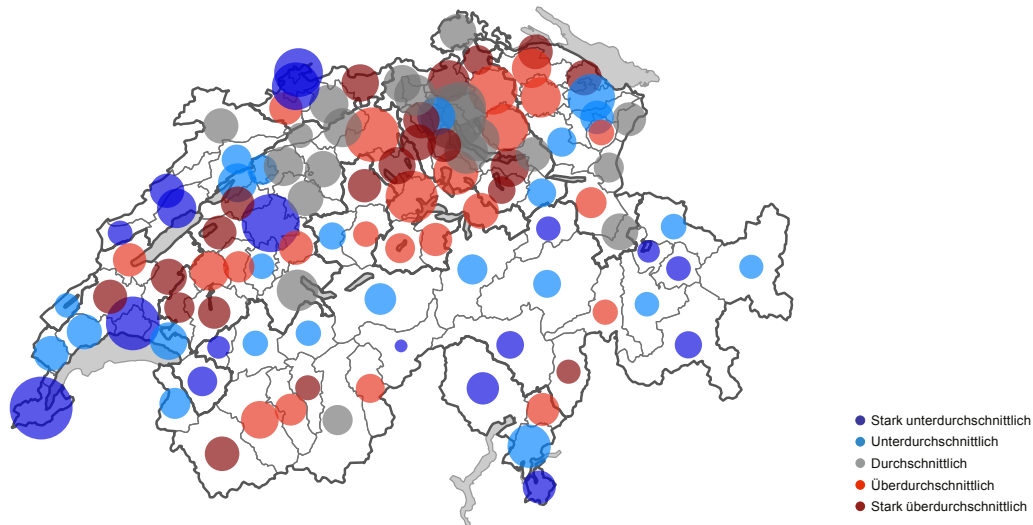 Stark unterdurchschnittlich
Unterdurchschnittlich
Durchschnittlich
Überdurchschnittlich
Stark überdurchschnittlich